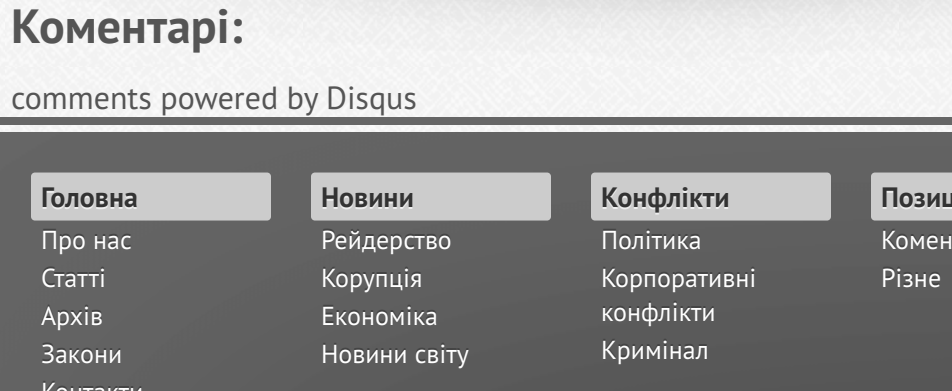 Коментарі:
comments powered by Disqus
Головна
Про нас
Статті
Архів
Закони
Новини
Рейдерство
Корупція
Економіка
Новини світу
Конфлікти
Політика
Корпоративні
конфлікти
Кримінал
Різне